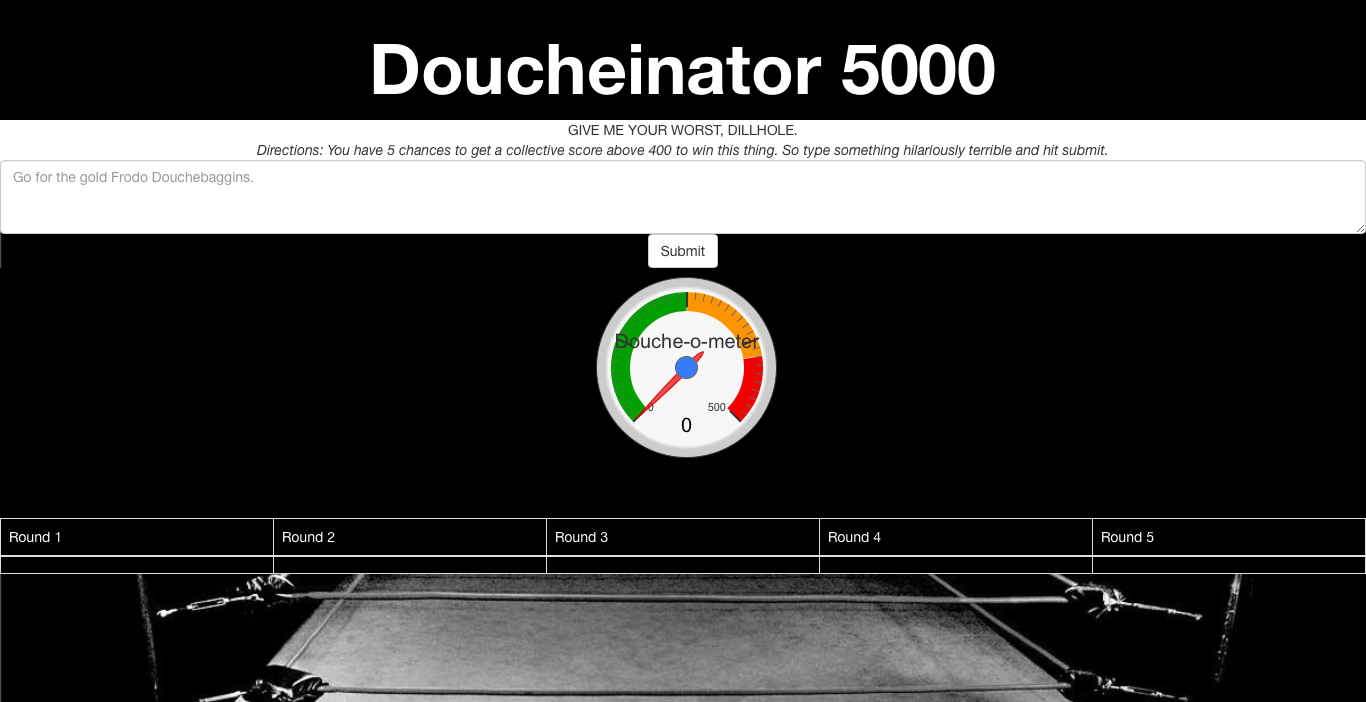 Doucheinator 5000
GIVE ME YOUR WORST, DILLHOLE.
Directions: You have 5 chances to get a collective score above 400 to win this thing. So type something hilariously terrible and hit submit.
Go for the gold Frodo Douchebaggins.
Submit
Douche-o-meter
0 500
0
Round 1 Round 2 Round 3 Round 4 Round 5